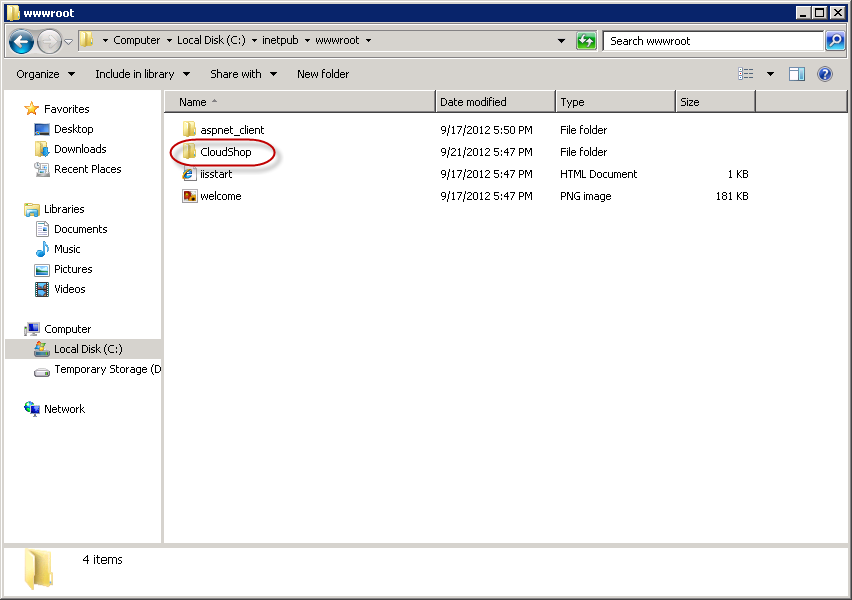 wwwroot
Computer Local Disk (C:) inetpub wwwroot Search wwwroot
Organize Include in library Share with New folder
Name Date modified Type Size
Favorites
Desktop
Downloads
Recent Places
Libraries
Documents
Music
Pictures
Videos
Computer
Local Disk (C:)
Temporary Storage (D
Network
aspnet_client 9/17/2012 5:50 PM File folder
CloudShop 9/21/2012 5:47 PM File folder
iisstart 9/17/2012 5:47 PM HTML Document 1 KB
welcome 9/17/2012 5:47 PM PNG image 181 KB
4 items